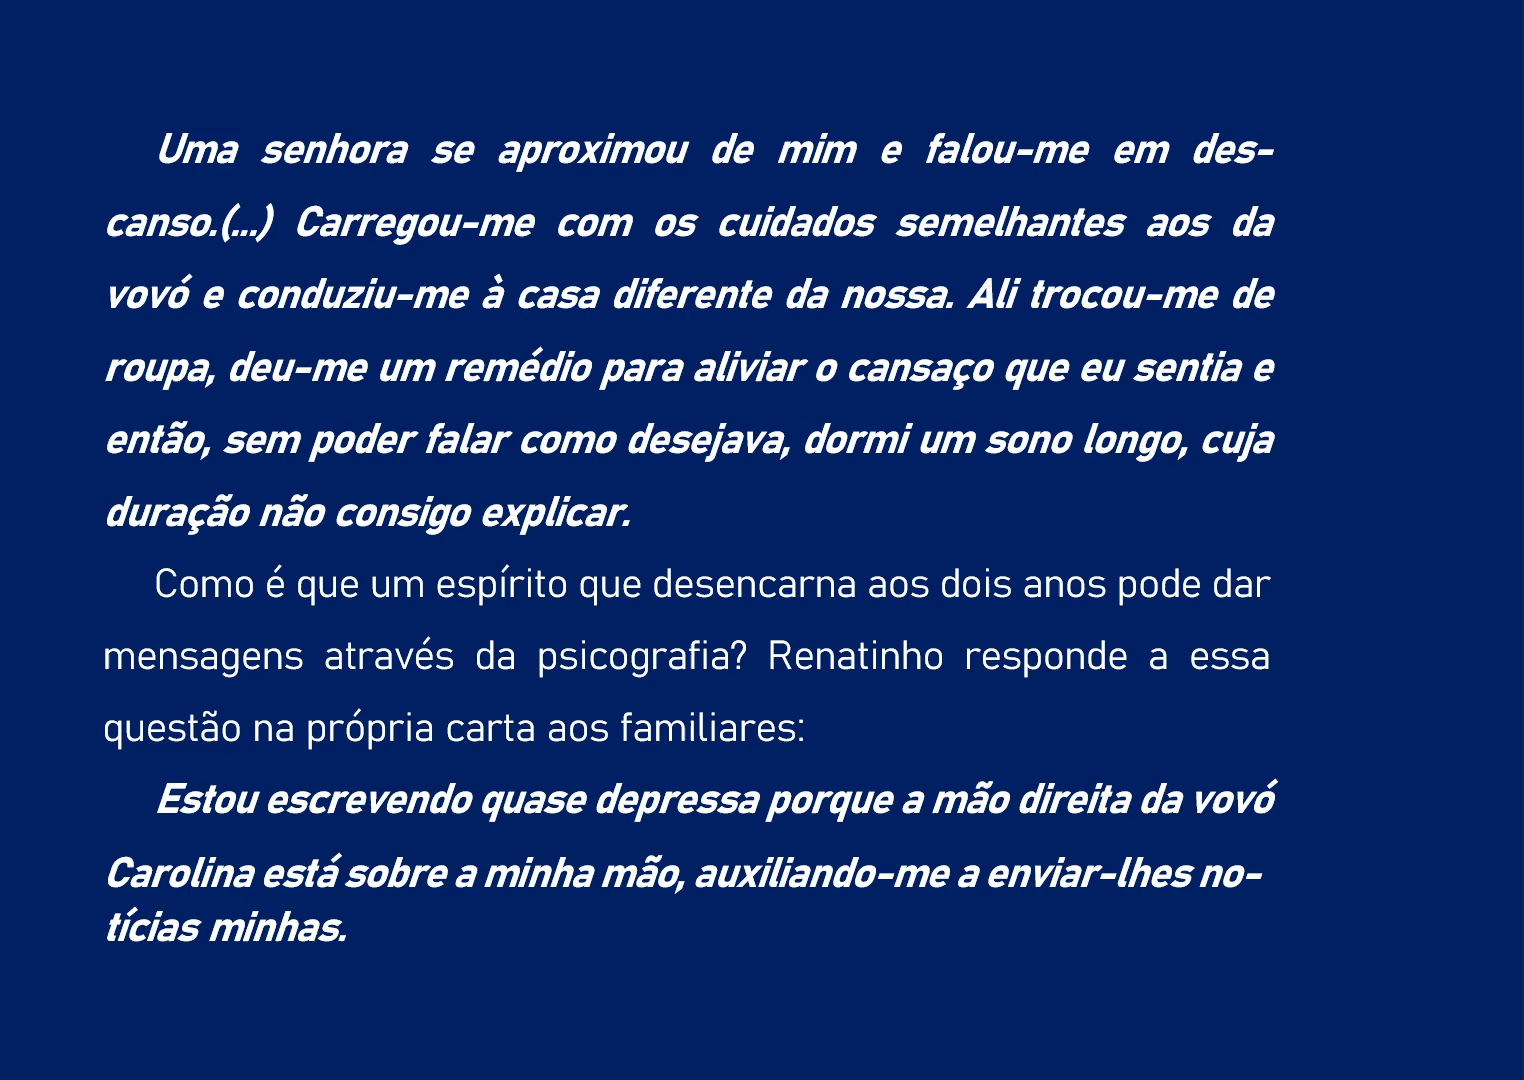 Uma senhora se aproximou de mim e falou-me em des-
canso.(...) Carregou-me com os cuidados semelhantes aos da
vovó e conduziu-me à casa diferente da nossa. Ali trocou-me de
roupa, deu-me um remédio para aliviar o cansaço que eu sentia e
então, sem poder falar como desejava, dormi um sono longo, cuja
duração não consigo explicar.
Como é que um espírito que desencarna aos dois anos pode dar
mensagens através da psicografia? Renatinho responde a essa
questão na própria carta aos familiares:
Estou escrevendo quase depressa porque a mão direita da vovó
Carolina está sobre a minha mão, auxiliando-me a enviar-lhes no-
tícias minhas.